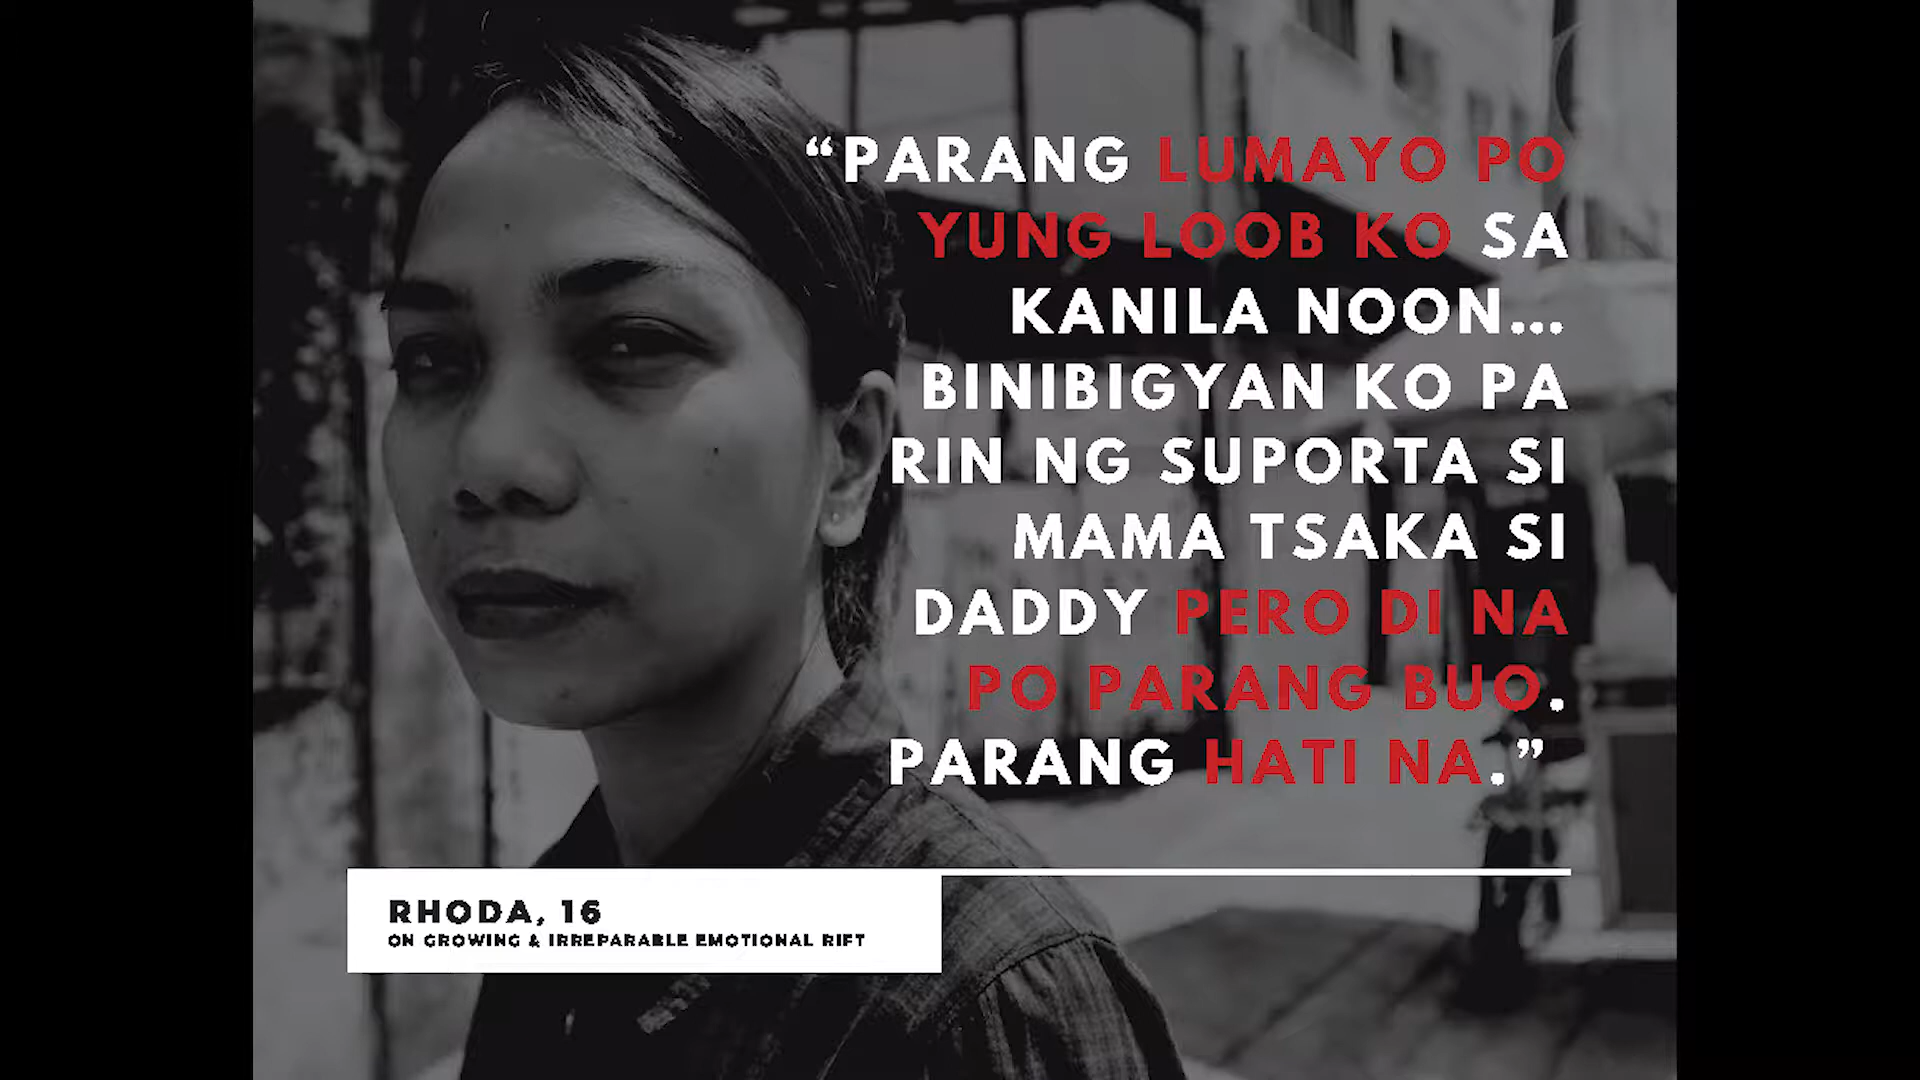 “PARANG LUMAYO PO
YUNG LOOB KO SA
KANILA NOON...
BINIBIGYAN KO PA
RIN NG SUPORTA SI
MAMA TSAKA SI
DADDY PERO DI NA
PO PARANG BUO.
PARANG HATI NA.”
RHODA, 16
ON GROWING & IRREPARABLE EMOTIONAL RIFT